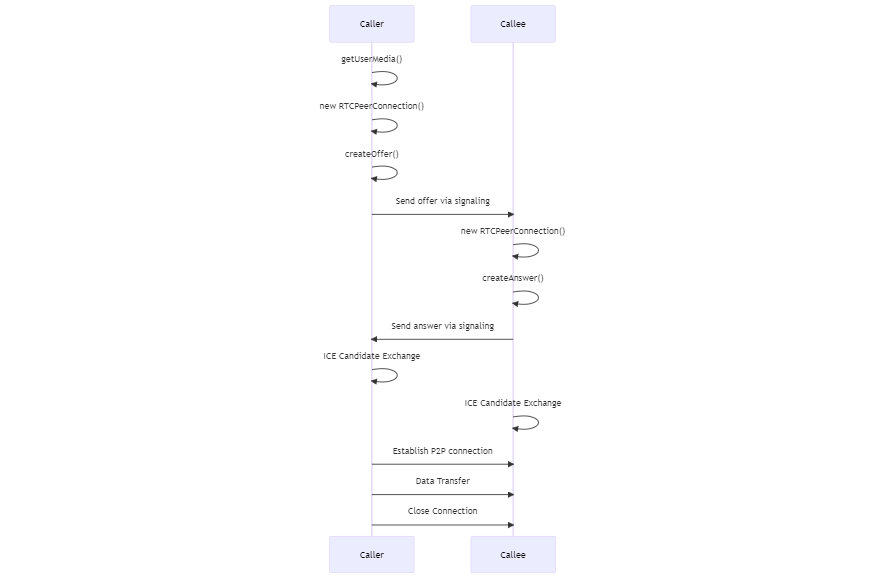 Caller
Callee
getUserMedia()
new RTCPeerConnection()
createOffer()
Send offer via signaling
new RTCPeerConnection()
createAnswer()
Send answer via signaling
ICE Candidate Exchange
ICE Candidate Exchange
Establish P2P connection
Data Transfer
Close Connection
Caller
Callee